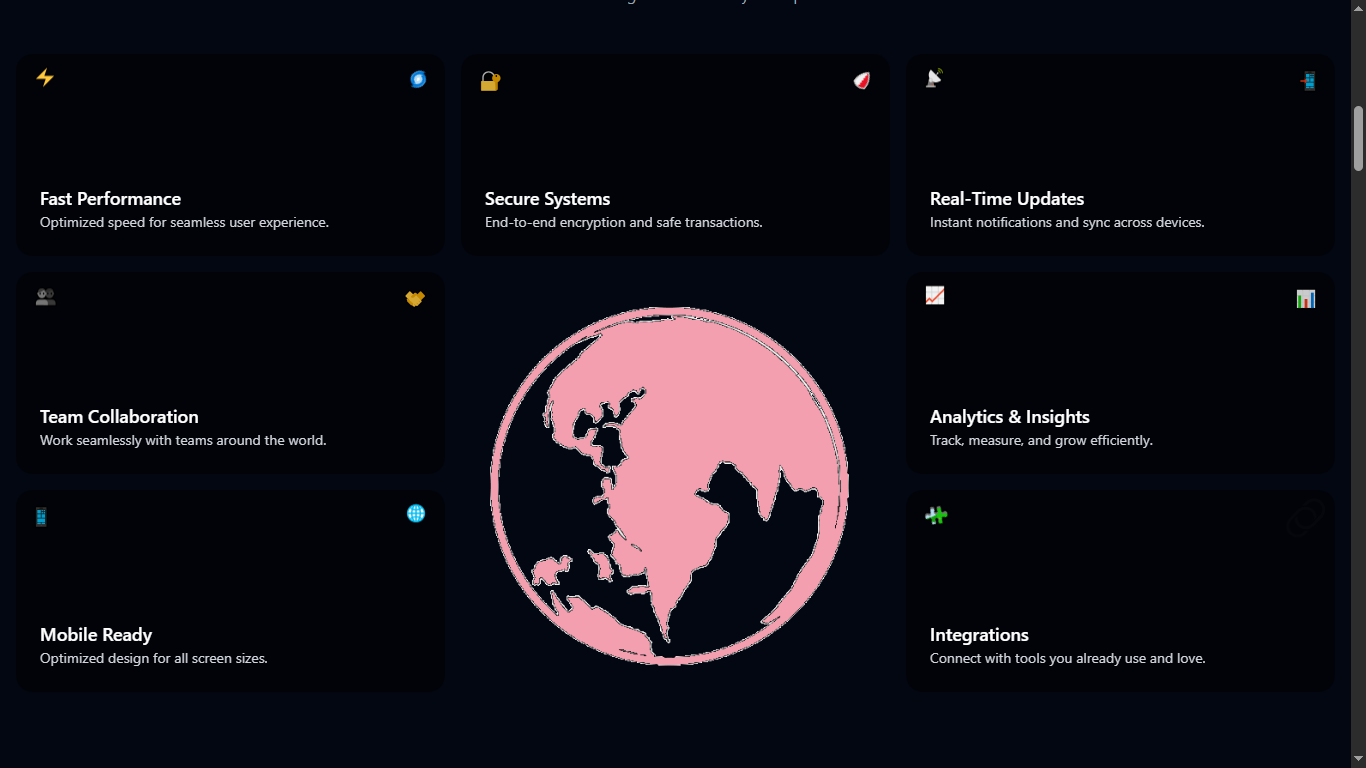 Fast Performance
Optimized speed for seamless user experience.
Secure Systems
End-to-end encryption and safe transactions.
Real-Time Updates
Instant notifications and sync across devices.
Team Collaboration
Work seamlessly with teams around the world.
Analytics & Insights
Track, measure, and grow efficiently.
Mobile Ready
Optimized design for all screen sizes.
Integrations
Connect with tools you already use and love.